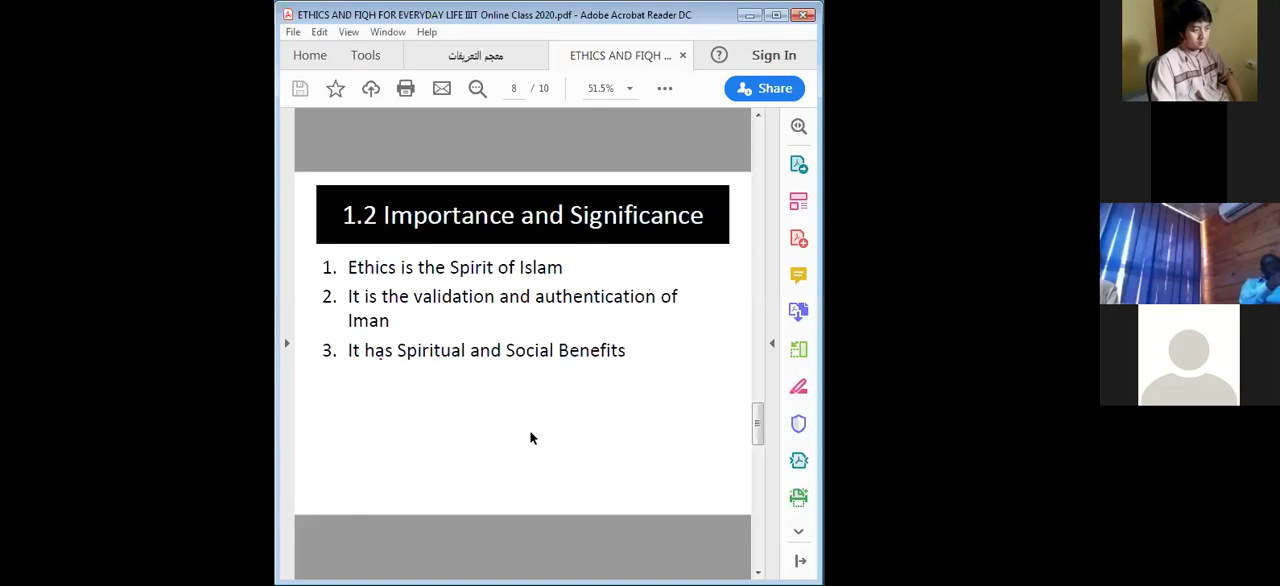 ETHICS AND FIQH FOR EVERYDAY LIFE IIIT Online Class 2020.pdf - Adobe Acrobat Reader DC
File Edit View Window Help
Home Tools معجم التعريفات ETHICS AND FIQH ... × ? Sign In
8 / 10 51.5% Share
1.2 Importance and Significance
1. Ethics is the Spirit of Islam
2. It is the validation and authentication of
Iman
3. It has Spiritual and Social Benefits